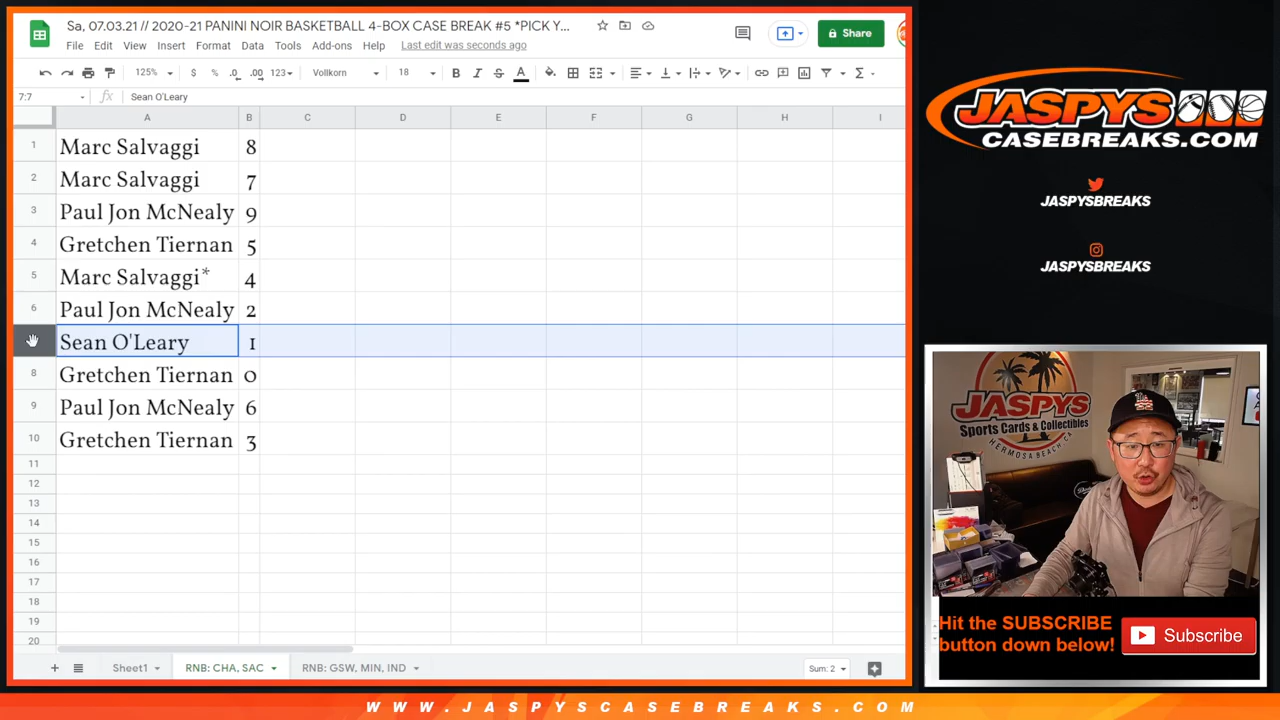 Sa, 07.03.21 // 2020-21 PANINI NOIR BASKETBALL 4-BOX CASE BREAK #5 *PICK Y...
File Edit View Insert Format Data Tools Add-ons Help Last edit was seconds ago
Share
125% $ % .0 .00 123 Vollkorn 18 B I S A
7:7 fx Sean O'Leary
A B C D E F G H I
1 Marc Salvaggi 8
2 Marc Salvaggi 7
3 Paul Jon McNealy 9
4 Gretchen Tiernan 5
5 Marc Salvaggi* 4
6 Paul Jon McNealy 2
Sean O'Leary 1
8 Gretchen Tiernan 0
9 Paul Jon McNealy 6
10 Gretchen Tiernan 3
11
12
13
14
15
16
17
18
19
20
Sheet1 RNB: CHA, SAC RNB: GSW, MIN, IND Sum: 2
JASPYS
CASEBREAKS.COM
JASPYSBREAKS
JASPYSBREAKS
JASPYS
Sports Cards & Collectibles
HERMOSA BEACH, CA
Hit the SUBSCRIBE
button down below!
Subscribe
WWW.JASPYSCASEBREAKS.COM